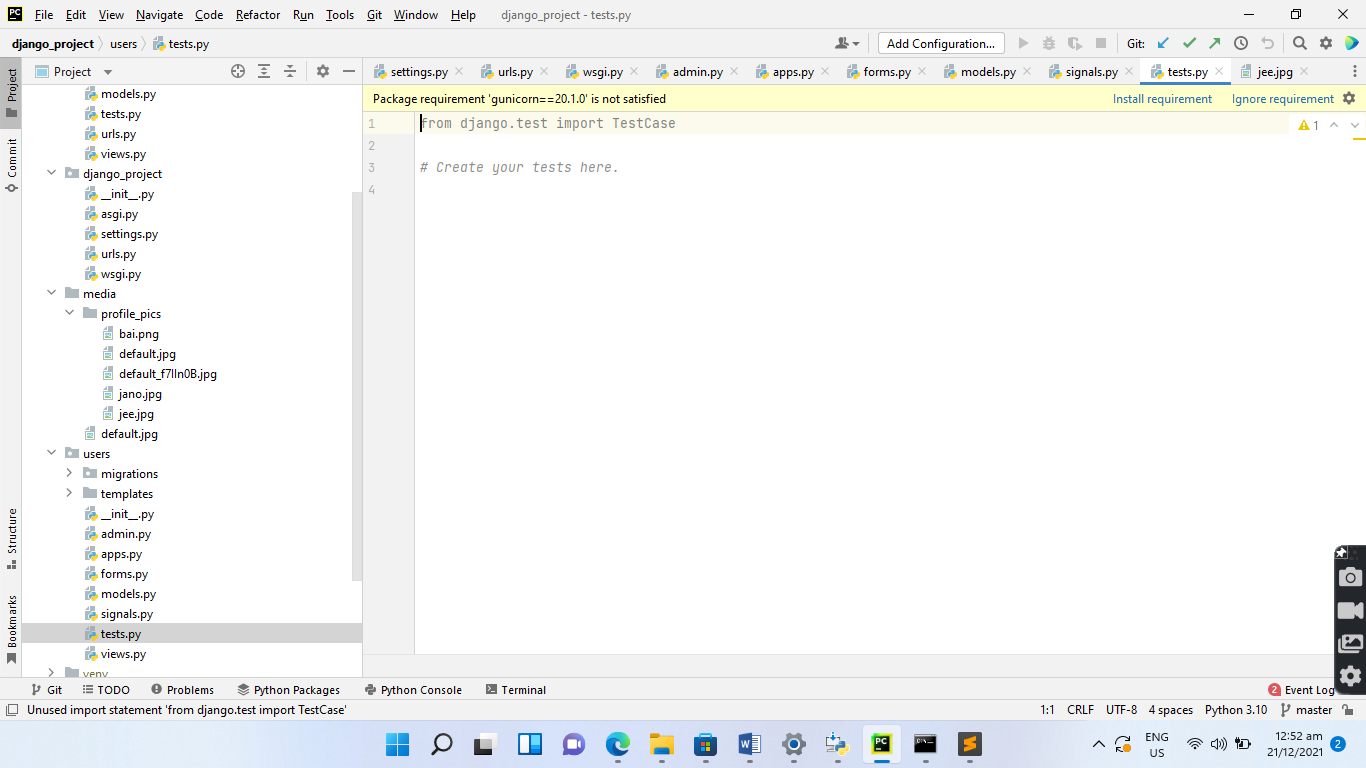 PC File Edit View Navigate Code Refactor Run Tools Git Window Help django_project - tests.py
django_project users tests.py Add Configuration... Git:
Project settings.py urls.py wsgi.py admin.py apps.py forms.py models.py signals.py tests.py jee.jpg
Project
Commit
Structure
Bookmarks
models.py
tests.py
urls.py
views.py
django_project
__init__.py
asgi.py
settings.py
urls.py
wsgi.py
media
profile_pics
bai.png
default.jpg
default_f7lIn0B.jpg
jano.jpg
jee.jpg
default.jpg
users
migrations
templates
__init__.py
admin.py
apps.py
forms.py
models.py
signals.py
tests.py
views.py
venv
Package requirement 'gunicorn==20.1.0' is not satisfied Install requirement Ignore requirement
1 from django.test import TestCase 1
2
3 # Create your tests here.
4
Git TODO Problems Python Packages Python Console Terminal 2 Event Log
Unused import statement 'from django.test import TestCase' 1:1 CRLF UTF-8 4 spaces Python 3.10 master
PC ENG US 12:52 am 21/12/2021 2